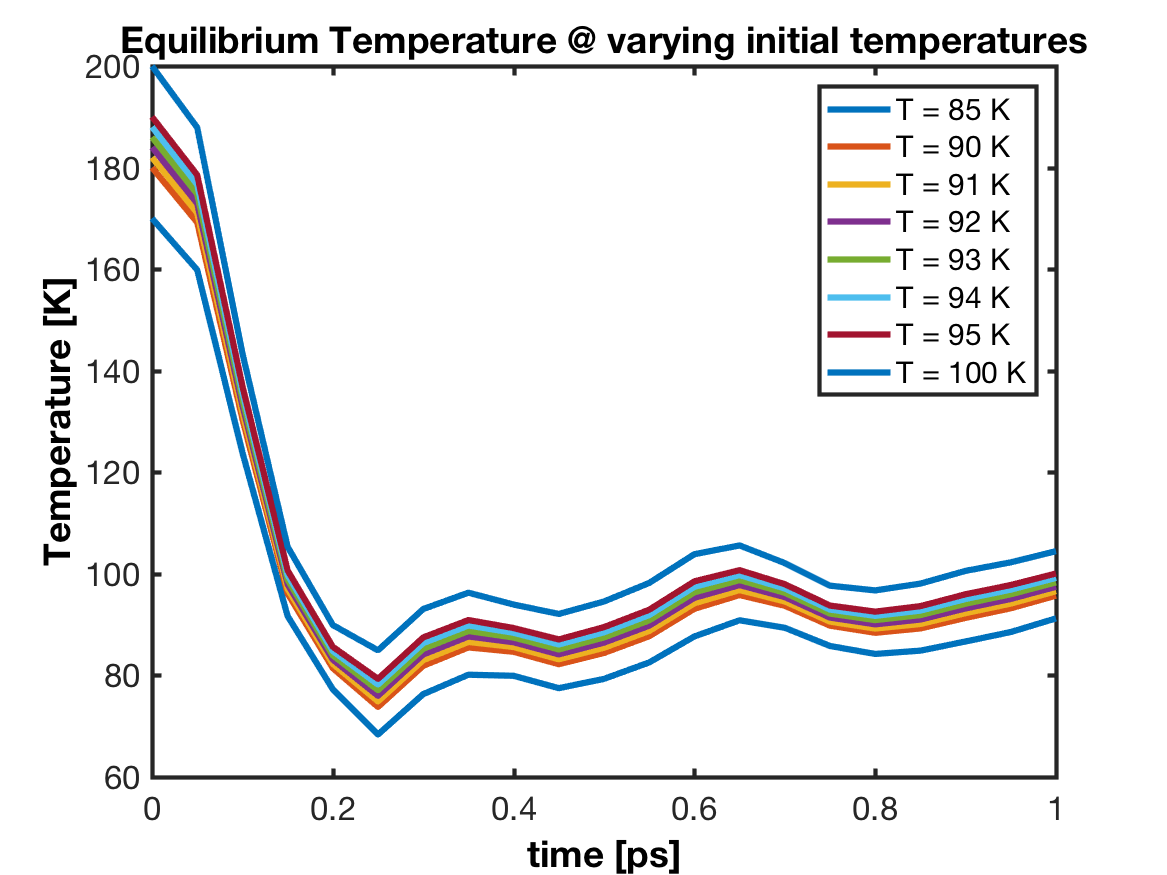 Equilibrium Temperature @ varying initial temperatures
200
180
160
140
120
100
80
60
Temperature [K]
T = 85 K
T = 90 K
T = 91 K
T = 92 K
T = 93 K
T = 94 K
T = 95 K
T = 100 K
0 0.2 0.4 0.6 0.8 1
time [ps]